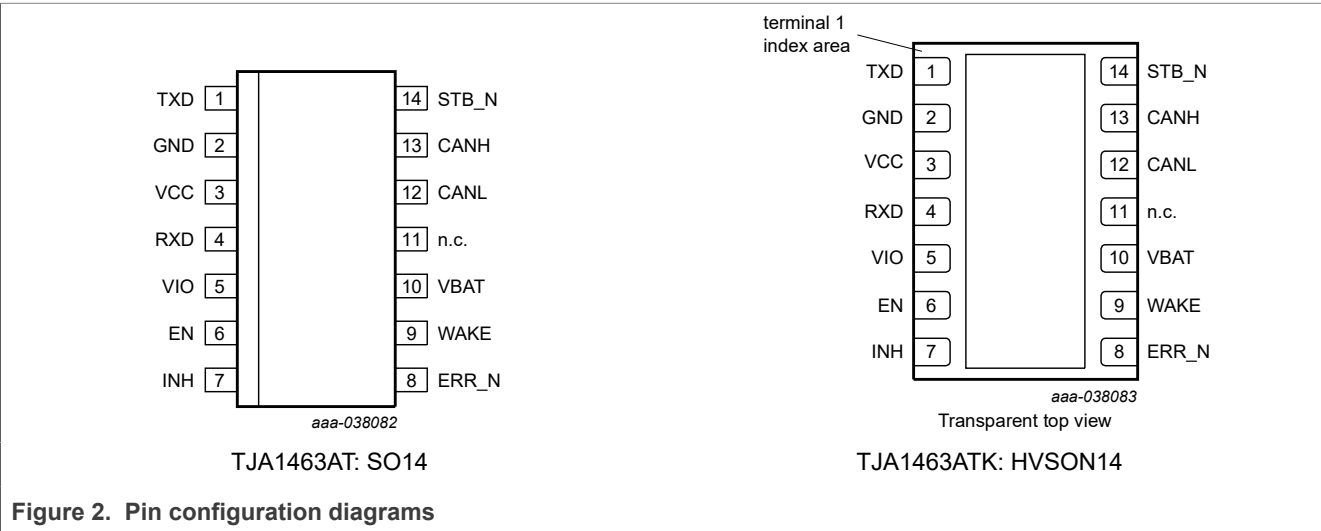 TXD 1 14 STB_N
GND 2 13 CANH
VCC 3 12 CANL
RXD 4 11 n.c.
VIO 5 10 VBAT
EN 6 9 WAKE
INH 7 8 ERR_N
aaa-038082
TJA1463AT: SO14
terminal 1
index area
TXD 1 14 STB_N
GND 2 13 CANH
VCC 3 12 CANL
RXD 4 11 n.c.
VIO 5 10 VBAT
EN 6 9 WAKE
INH 7 8 ERR_N
aaa-038083
Transparent top view
TJA1463ATK: HVSON14
Figure 2. Pin configuration diagrams